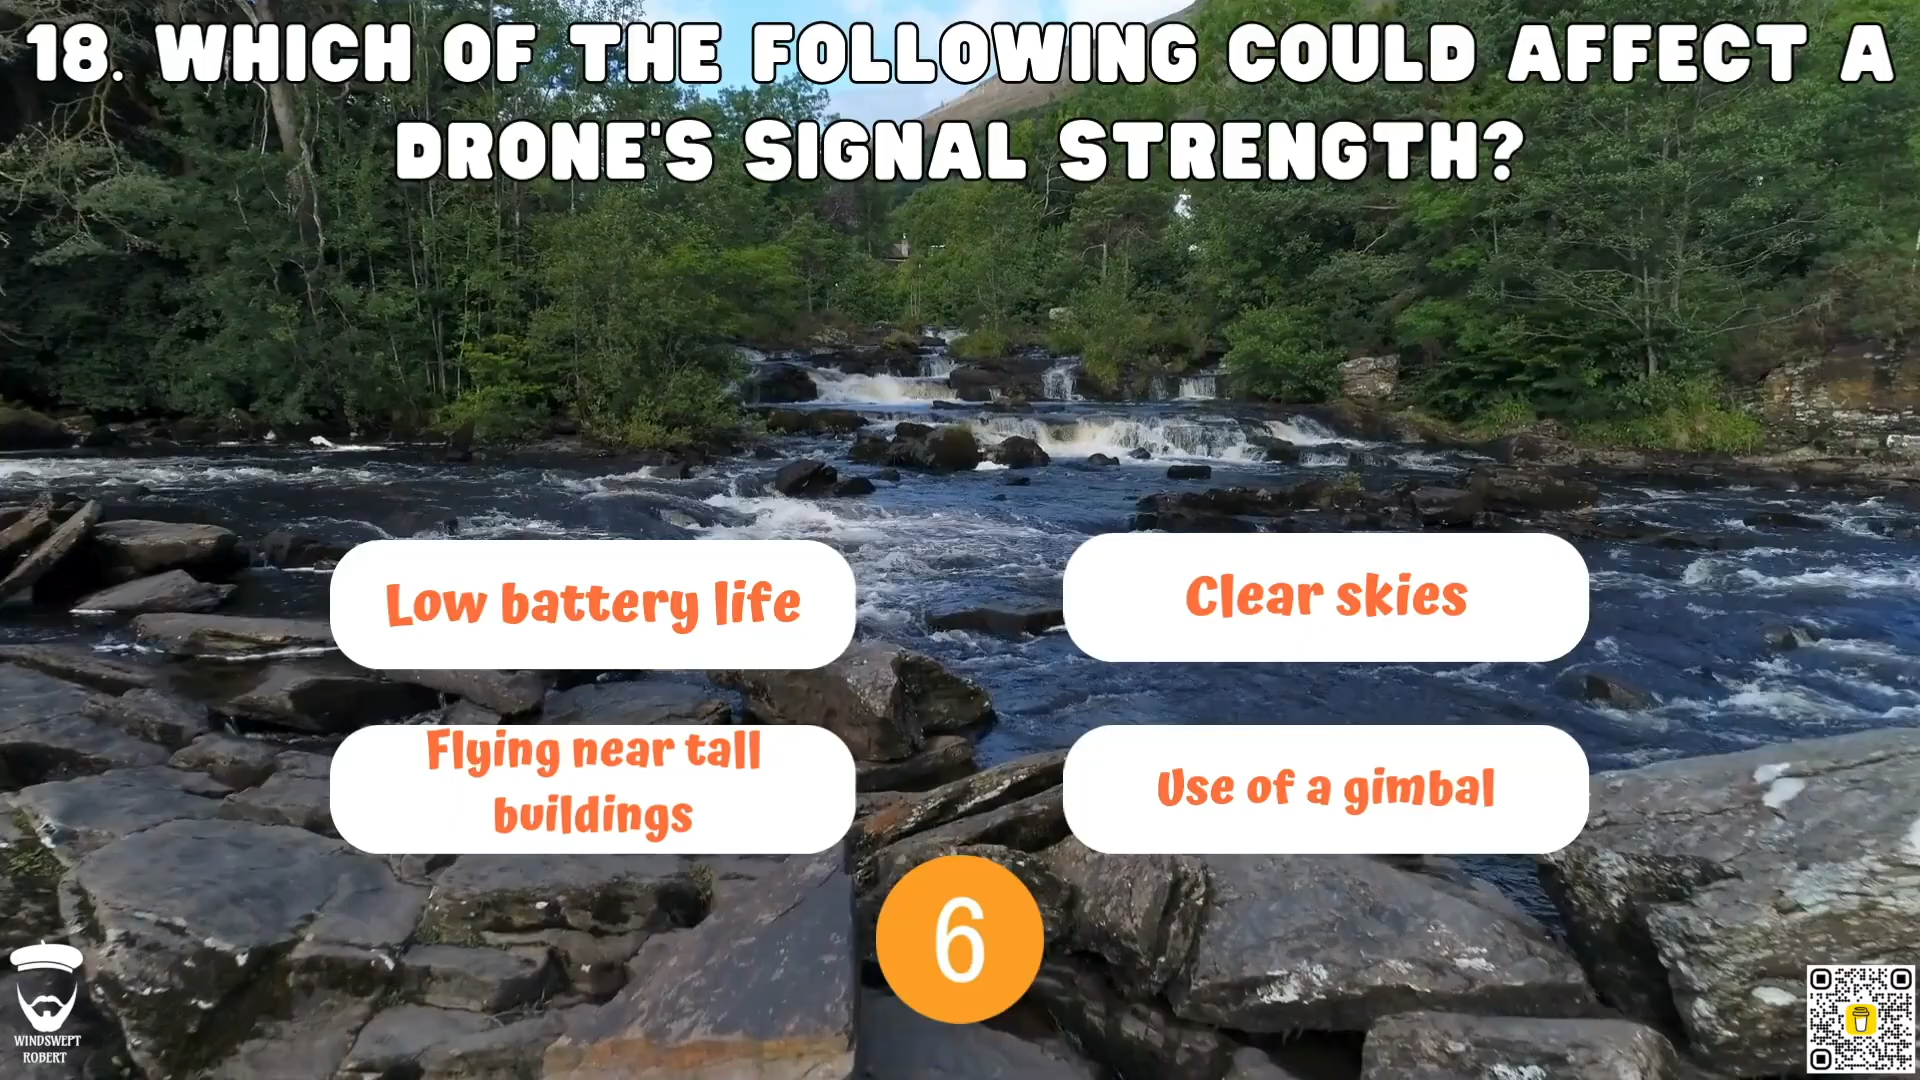 18. WHICH OF THE FOLLOWING COULD AFFECT A
DRONE'S SIGNAL STRENGTH?
Low battery life
Clear skies
Flying near tall
buildings
Use of a gimbal
6
WINDSWEPT
ROBERT